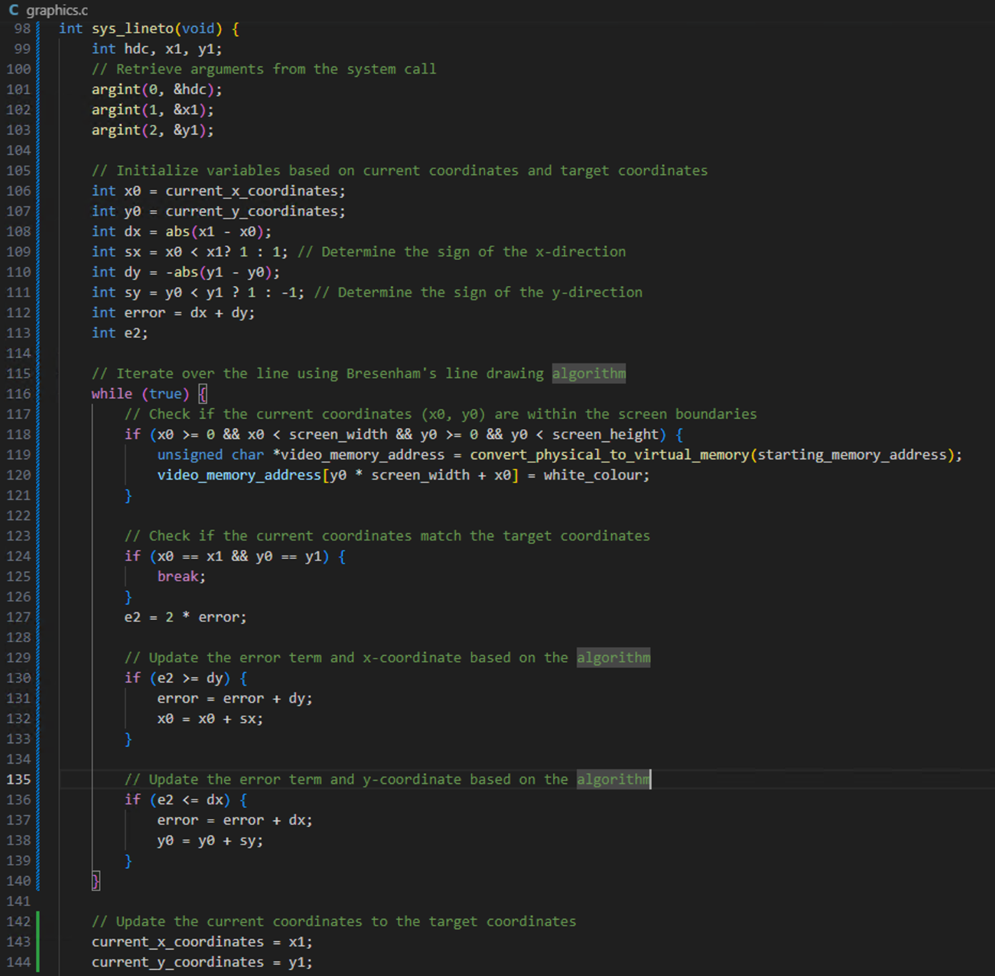 C graphics.c
98 int sys_lineto(void) {
99 int hdc, x1, y1;
100 // Retrieve arguments from the system call
101 argint(0, &hdc);
102 argint(1, &x1);
103 argint(2, &y1);
104
105 // Initialize variables based on current coordinates and target coordinates
106 int x0 = current_x_coordinates;
107 int y0 = current_y_coordinates;
108 int dx = abs(x1 - x0);
109 int sx = x0 < x1? 1 : 1; // Determine the sign of the x-direction
110 int dy = -abs(y1 - y0);
111 int sy = y0 < y1 ? 1 : -1; // Determine the sign of the y-direction
112 int error = dx + dy;
113 int e2;
114
115 // Iterate over the line using Bresenham's line drawing algorithm
116 while (true) {
117 // Check if the current coordinates (x0, y0) are within the screen boundaries
118 if (x0 >= 0 && x0 < screen_width && y0 >= 0 && y0 < screen_height) {
119 unsigned char *video_memory_address = convert_physical_to_virtual_memory(starting_memory_address);
120 video_memory_address[y0 * screen_width + x0] = white_colour;
121 }
122
123 // Check if the current coordinates match the target coordinates
124 if (x0 == x1 && y0 == y1) {
125 break;
126 }
127 e2 = 2 * error;
128
129 // Update the error term and x-coordinate based on the algorithm
130 if (e2 >= dy) {
131 error = error + dy;
132 x0 = x0 + sx;
133 }
134
135 // Update the error term and y-coordinate based on the algorithm
136 if (e2 <= dx) {
137 error = error + dx;
138 y0 = y0 + sy;
139 }
140 }
141
142 // Update the current coordinates to the target coordinates
143 current_x_coordinates = x1;
144 current_y_coordinates = y1;